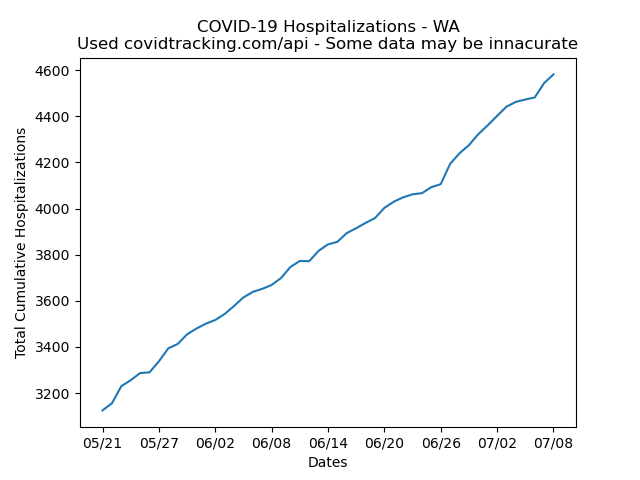 COVID-19 Hospitalizations - WA
Used covidtracking.com/api - Some data may be innacurate
4600
4400
4200
4000
3800
3600
3400
3200
Total Cumulative Hospitalizations
05/21 05/27 06/02 06/08 06/14 06/20 06/26 07/02 07/08
Dates